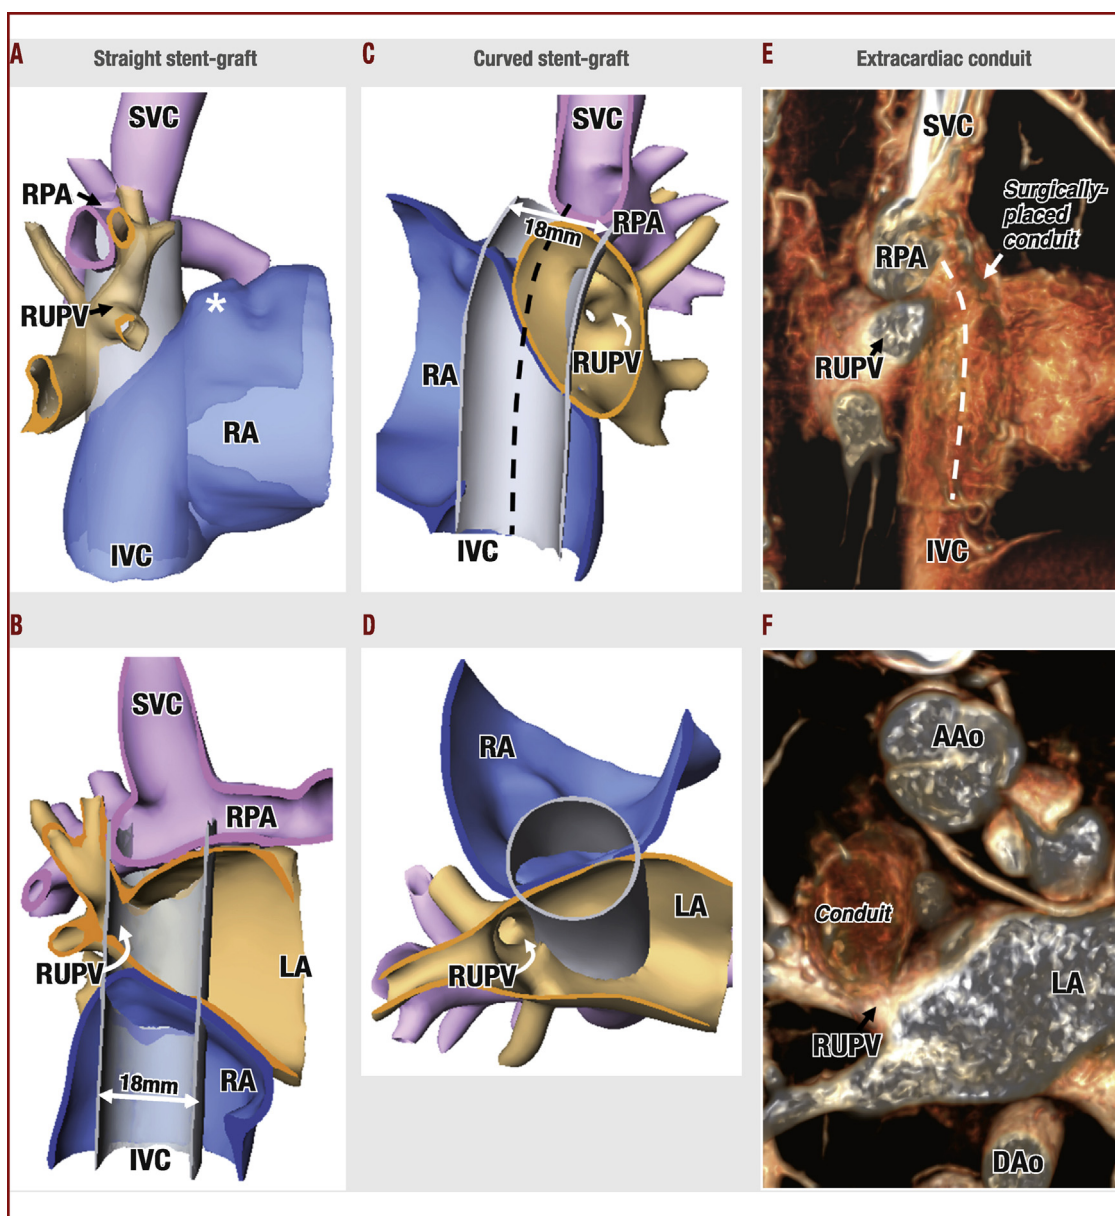 A
Straight stent-graft
SVC
RPA
RUPV
*
RA
IVC
B
SVC
RPA
RUPV
LA
18mm
RA
IVC
C
Curved stent-graft
SVC
18mm
RPA
RUPV
RA
IVC
D
RA
LA
RUPV
E
Extracardiac conduit
SVC
Surgically-
placed
conduit
RPA
RUPV
IVC
F
AAo
Conduit
LA
RUPV
DAo